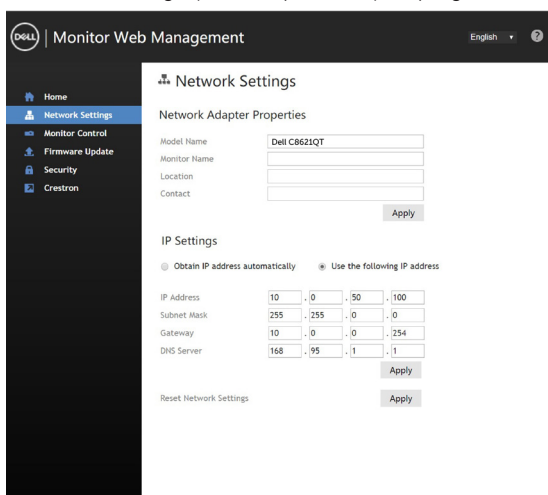 DELL | Monitor Web Management
English
?
Home
Network Settings
Monitor Control
Firmware Update
Security
Crestron
Network Settings
Network Adapter Properties
Model Name Dell C8621QT
Monitor Name
Location
Contact
Apply
IP Settings
Obtain IP address automatically Use the following IP address
IP Address 10 . 0 . 50 . 100
Subnet Mask 255 . 255 . 0 . 0
Gateway 10 . 0 . 0 . 254
DNS Server 168 . 95 . 1 . 1
Apply
Reset Network Settings Apply